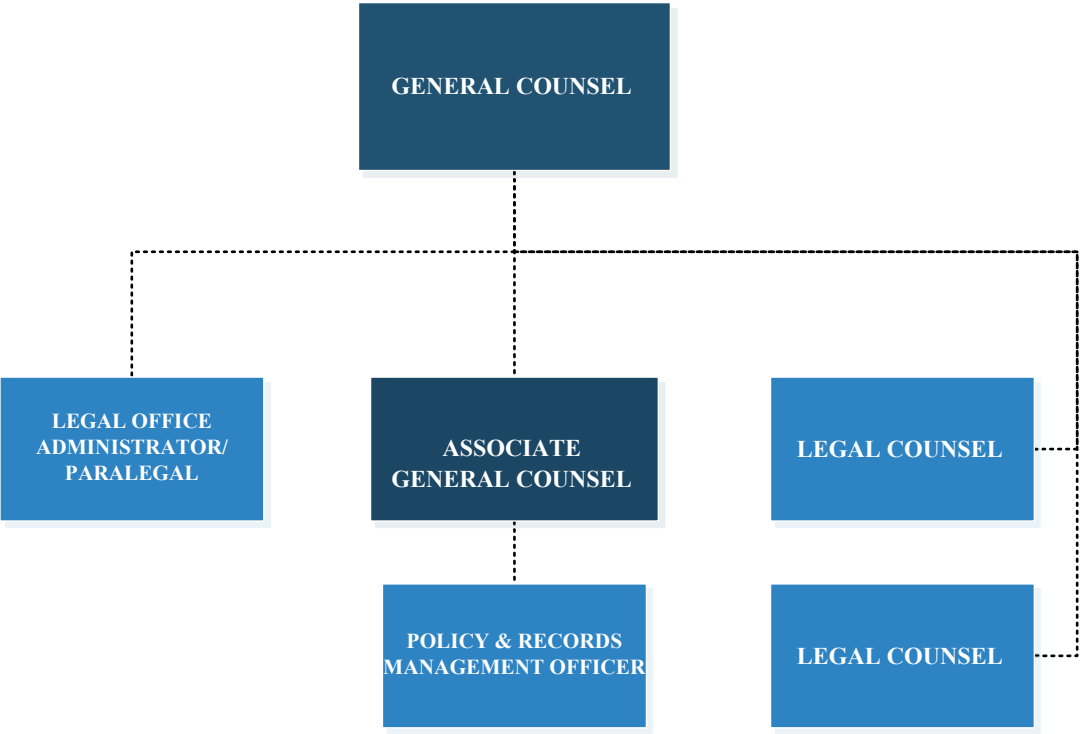 GENERAL COUNSEL
LEGAL OFFICE
ADMINISTRATOR/
PARALEGAL
ASSOCIATE
GENERAL COUNSEL
LEGAL COUNSEL
POLICY & RECORDS
MANAGEMENT OFFICER
LEGAL COUNSEL